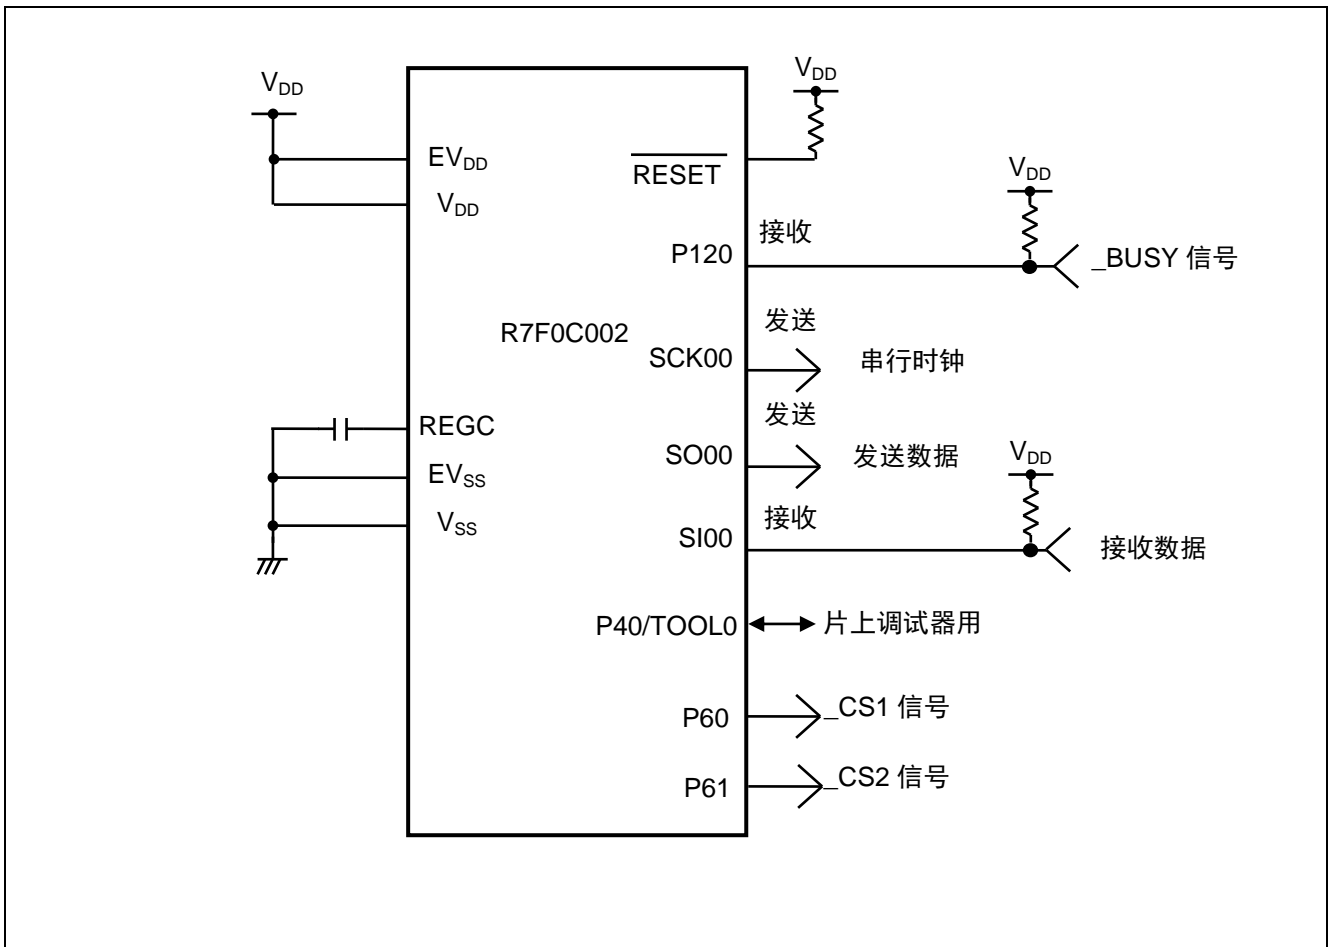 VDD
VDD
EVDD
RESET
VDD
VDD
接收
P120
_BUSY 信号
发送
R7F0C002
SCK00
串行时钟
发送
REGC
SO00
发送数据
VDD
EVSS
接收
VSS
SI00
接收数据
P40/TOOL0
片上调试器用
P60
_CS1 信号
P61
_CS2 信号